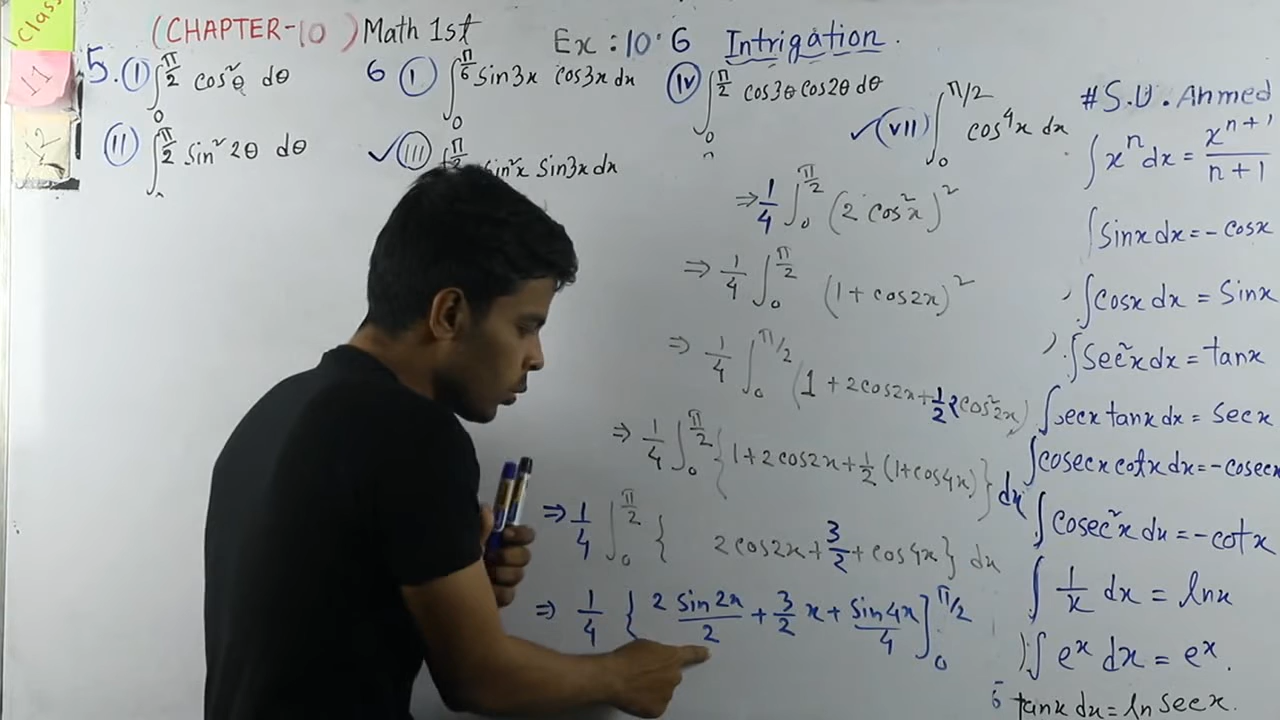 Class
11
12
(CHAPTER-10) Math 1st
Ex : 10.6 Intrigation.
5. (I) ∫₀^{π/2} cos²θ dθ
(II) ∫^{π/2} sin²2θ dθ
6 (I) ∫₀^{π/6} sin3x cos3x dx
✓(III) sin²x sin3x dx
(IV) ∫₀^{π/2} cos3θ cos2θ dθ
✓(VII) ∫₀^{π/2} cos⁴x dx
⇒ 1/4 ∫₀^{π/2} (2 cos²x)²
⇒ 1/4 ∫₀^{π/2} (1 + cos2x)²
⇒ 1/4 ∫₀^{π/2} (1 + 2cos2x + 1/2 2cos²2x)
⇒ 1/4 ∫₀^{π/2} {1 + 2cos2x + 1/2 (1 + cos4x)} dx
⇒ 1/4 ∫₀^{π/2} { 2cos2x + 3/2 + cos4x} dx
⇒ 1/4 { 2 sin2x/2 + 3/2 x + sin4x/4 ]₀^{π/2}
# S.U. Ahmed
∫xⁿ dx = x^{n+1}/n+1
∫sinx dx = - cosx
∫cosx dx = sinx
∫sec²x dx = tanx
∫secx tanx dx = secx
∫cosecx cotx dx = -cosecx
∫cosec²x dx = -cotx
∫ 1/x dx = lnx
∫ eˣ dx = eˣ.
tanx dx = ln secx.